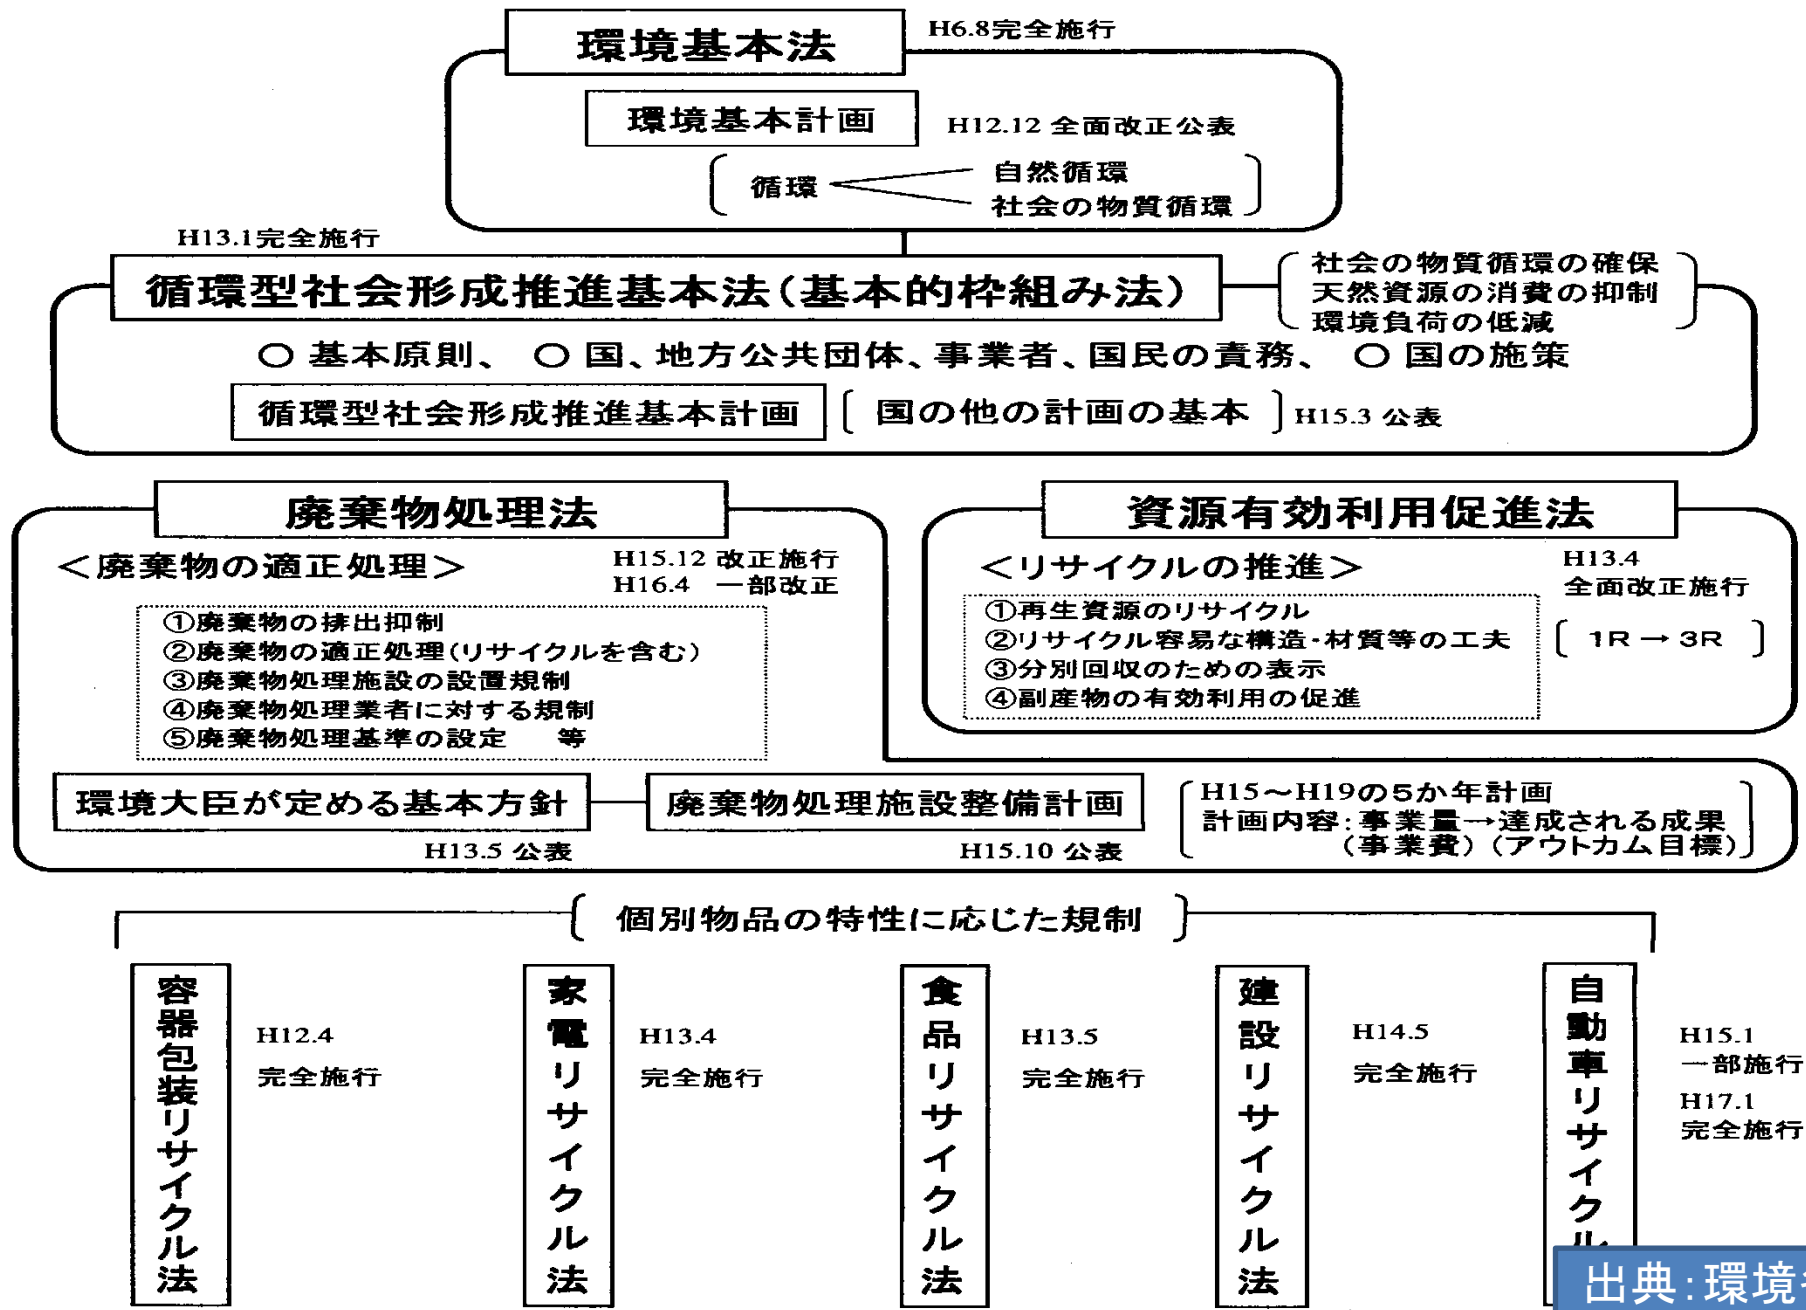 環境基本法
H6.8完全施行
環境基本計画
H12.12 全面改正公表
循環
自然循環
社会の物質循環
H13.1完全施行
循環型社会形成推進基本法(基本的枠組み法)
社会の物質循環の確保
天然資源の消費の抑制
環境負荷の低減
○ 基本原則、 ○ 国、地方公共団体、事業者、国民の責務、 ○ 国の施策
循環型社会形成推進基本計画
国の他の計画の基本
H15.3 公表
廃棄物処理法
<廃棄物の適正処理>
H15.12 改正施行
H16.4 一部改正
①廃棄物の排出抑制
②廃棄物の適正処理(リサイクルを含む)
③廃棄物処理施設の設置規制
④廃棄物処理業者に対する規制
⑤廃棄物処理基準の設定 等
資源有効利用促進法
<リサイクルの推進>
H13.4
全面改正施行
①再生資源のリサイクル
②リサイクル容易な構造・材質等の工夫
③分別回収のための表示
④副産物の有効利用の促進
1R→3R
環境大臣が定める基本方針
H13.5 公表
廃棄物処理施設整備計画
H15.10 公表
H15~H19の5か年計画
計画内容:事業量→達成される成果
(事業費)(アウトカム目標)
個別物品の特性に応じた規制
容器包装リサイクル法
H12.4
完全施行
家電リサイクル法
H13.4
完全施行
食品リサイクル法
H13.5
完全施行
建設リサイクル法
H14.5
完全施行
自動車リサイクル
H15.1
一部施行
H17.1
完全施行
出典:環境